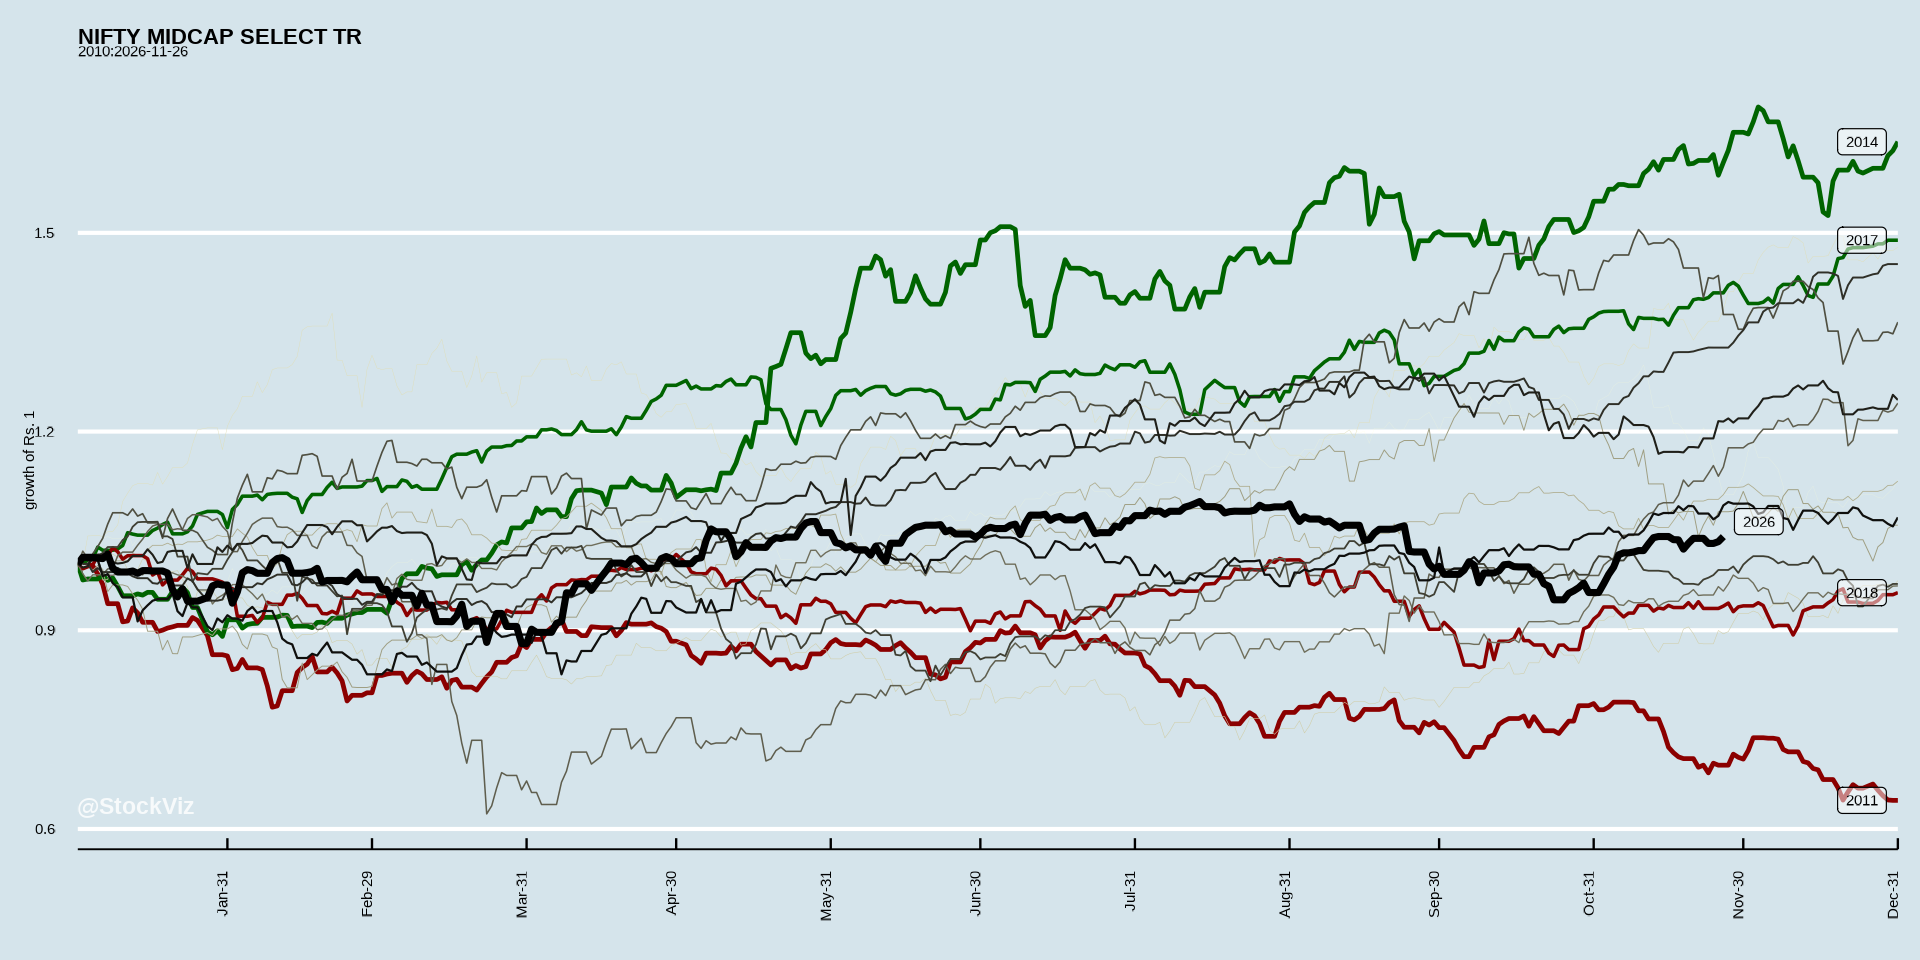 NIFTY MIDCAP SELECT TR
2010:2026-11-26
2014
1.5
2017
1.2
growth of Rs. 1
2026
2018
0.9
@StockViz
2011
0.6
Jan-31
Feb-29
Mar-31
Apr-30
May-31
Jun-30
Jul-31
Aug-31
Sep-30
Oct-31
Nov-30
Dec-31